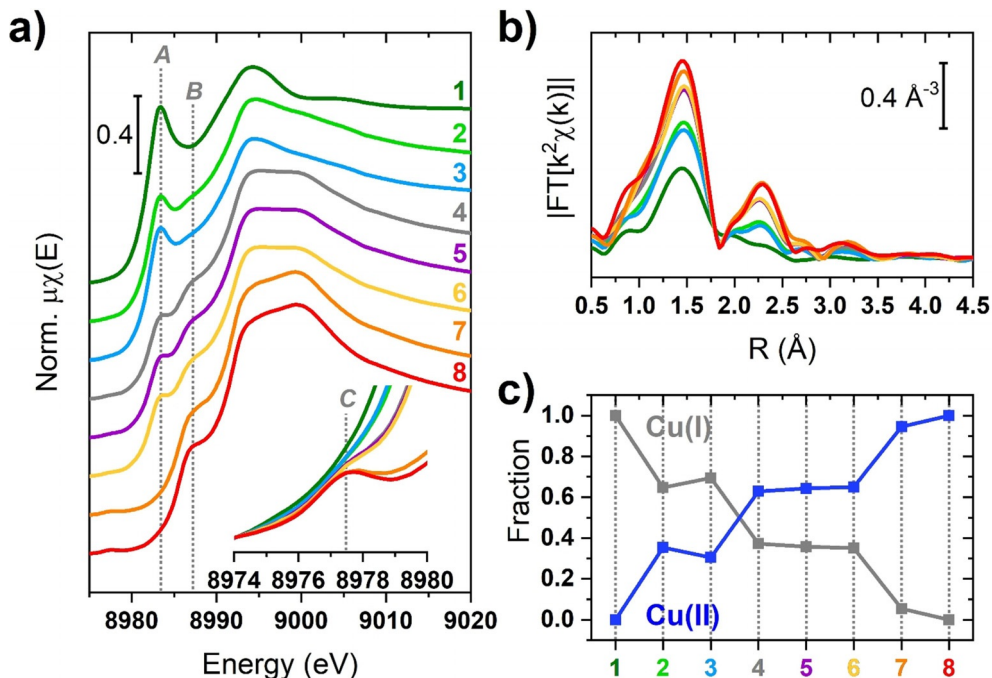 a)
A
B
0.4
1
2
3
4
5
6
7
8
C
8974 8976 8978 8980
8980 8990 9000 9010 9020
Energy (eV)
Norm. μχ(E)
b)
0.4 Å-3
|FT[k2χ(k)]|
0.5 1.0 1.5 2.0 2.5 3.0 3.5 4.0 4.5
R (Å)
c)
1.0
0.8
0.6
0.4
0.2
0.0
Fraction
Cu(I)
Cu(II)
1 2 3 4 5 6 7 8